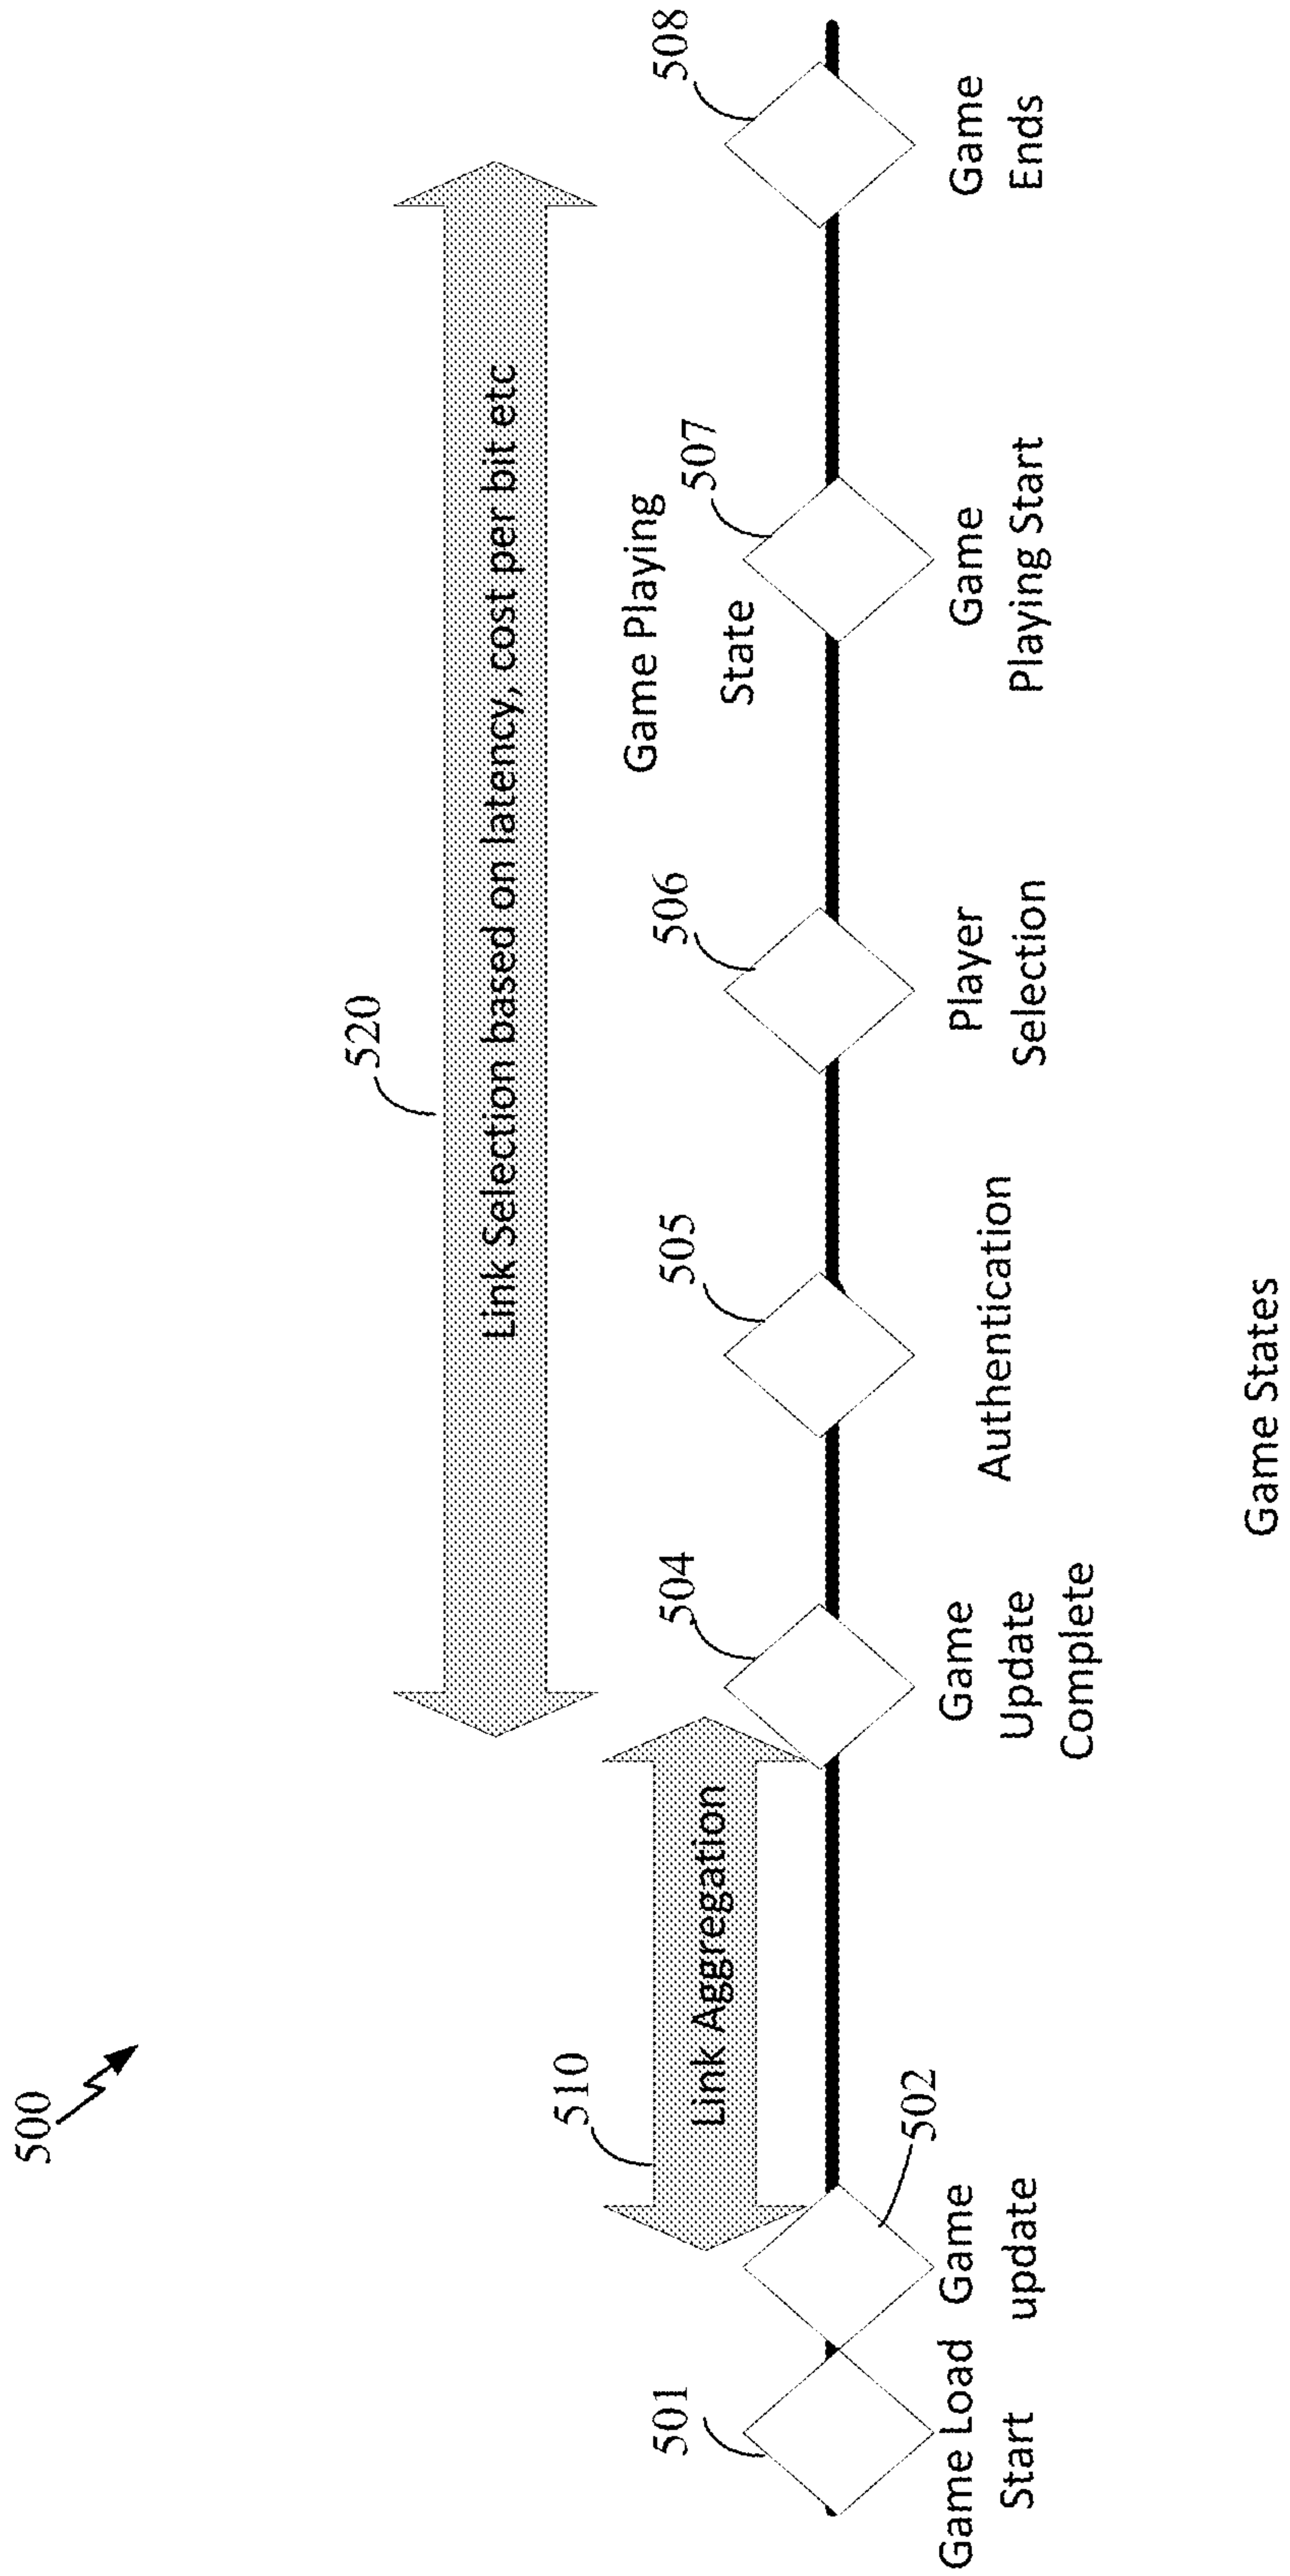 500
520
Link Selection based on latency, cost per bit etc
510
Link Aggregation
Game Playing
State
501
502
504
505
506
507
508
Game Load
Start
Game
update
Game
Update
Complete
Authentication
Player
Selection
Game
Playing Start
Game
Ends
Game States